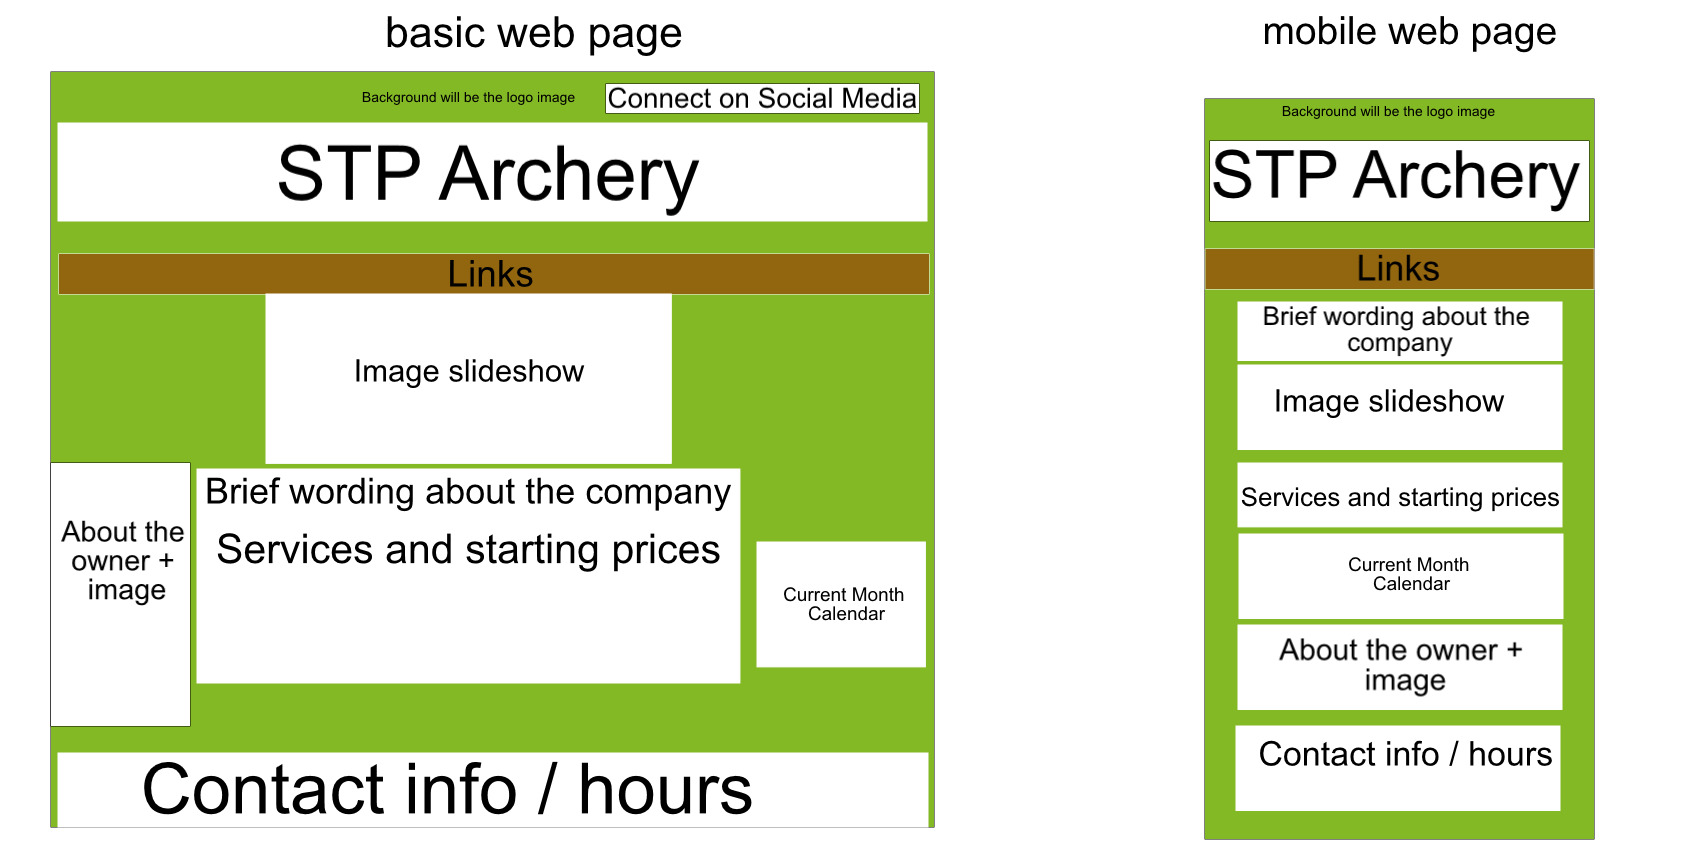 basic web page
Background will be the logo image
Connect on Social Media
STP Archery
Links
Image slideshow
About the
owner +
image
Brief wording about the company
Services and starting prices
Current Month
Calendar
Contact info / hours
mobile web page
Background will be the logo image
STP Archery
Links
Brief wording about the
company
Image slideshow
Services and starting prices
Current Month
Calendar
About the owner +
image
Contact info / hours